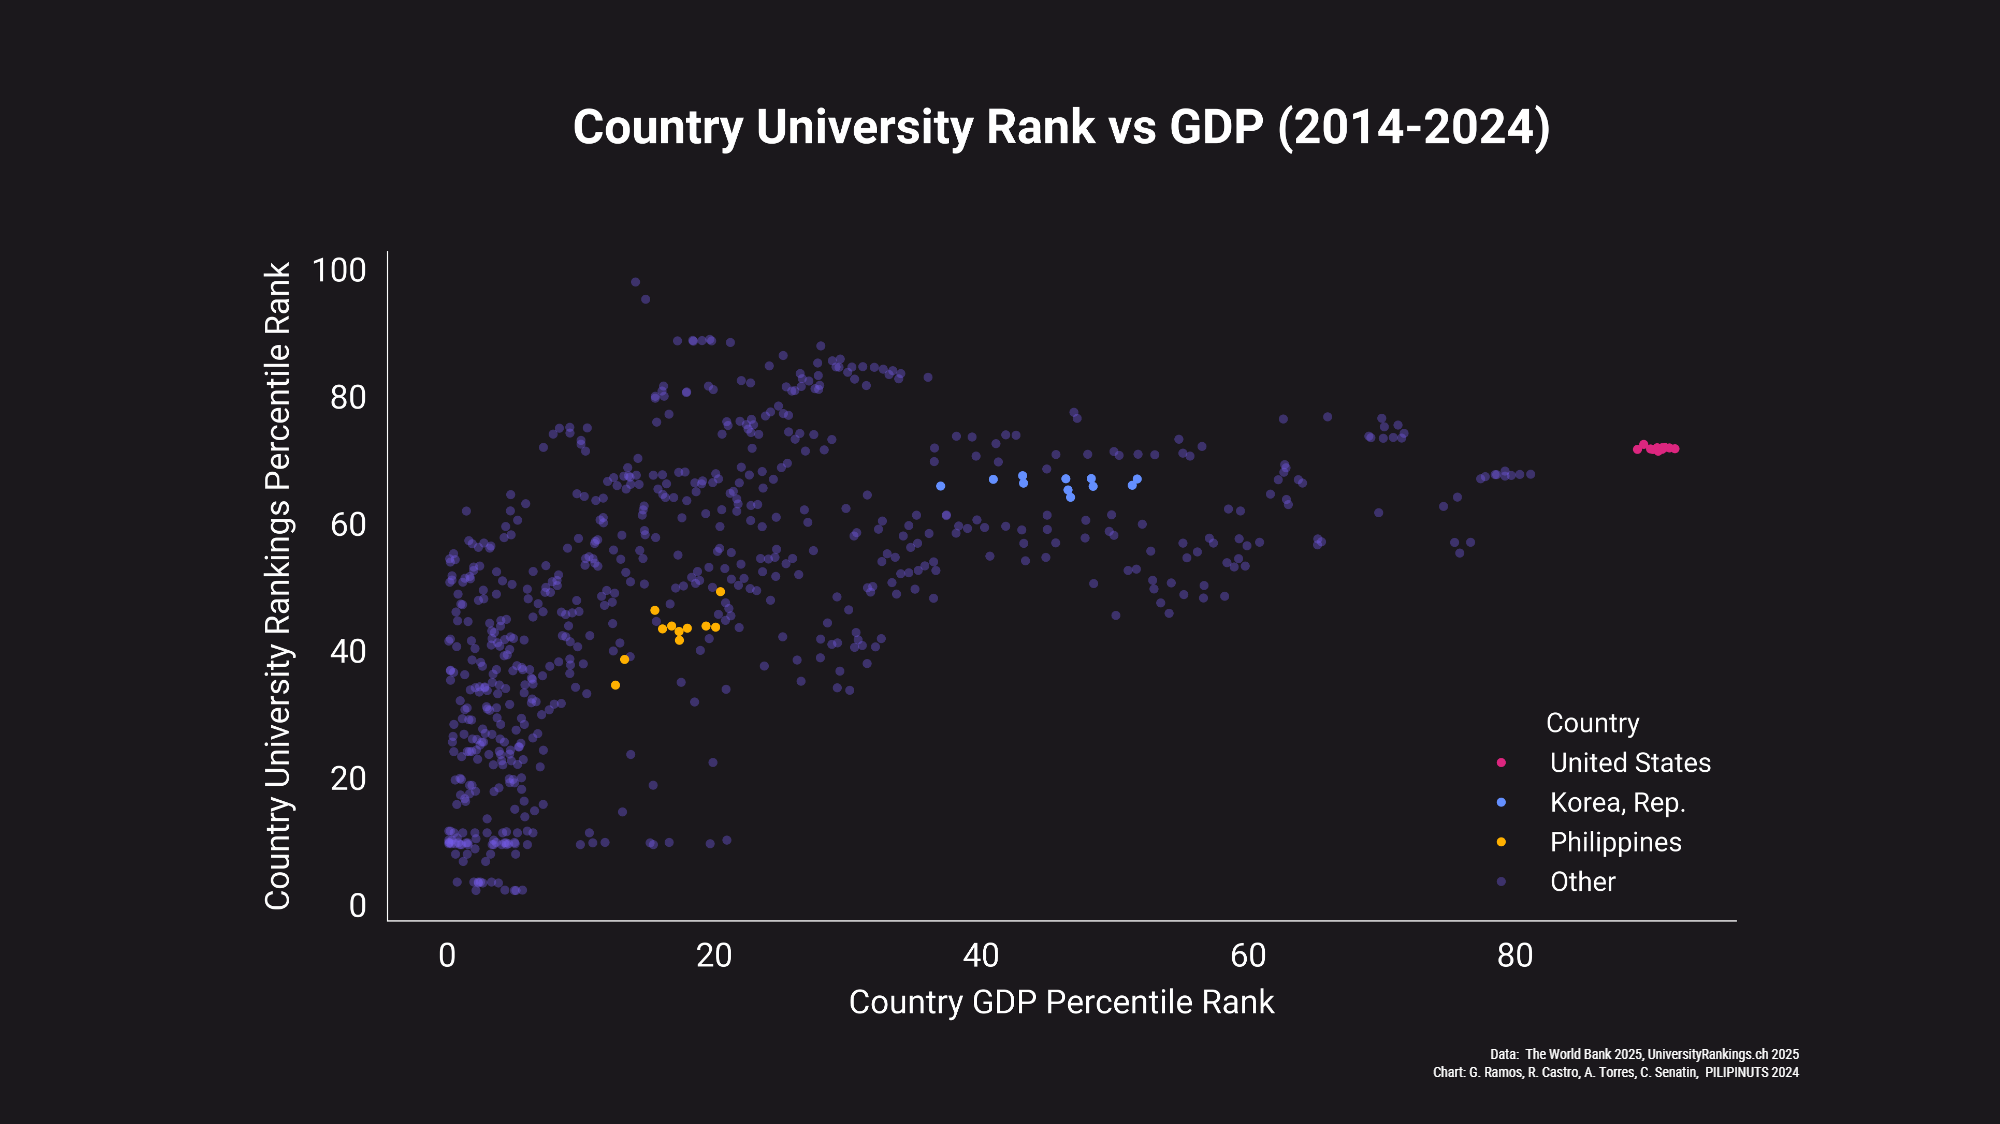 Country University Rank vs GDP (2014-2024)
Country University Rankings Percentile Rank
100
80
60
40
20
0
0 20 40 60 80
Country GDP Percentile Rank
Country
United States
Korea, Rep.
Philippines
Other
Data: The World Bank 2025, UniversityRankings.ch 2025
Chart: G. Ramos, R. Castro, A. Torres, C. Senatin, PILIPINUTS 2024